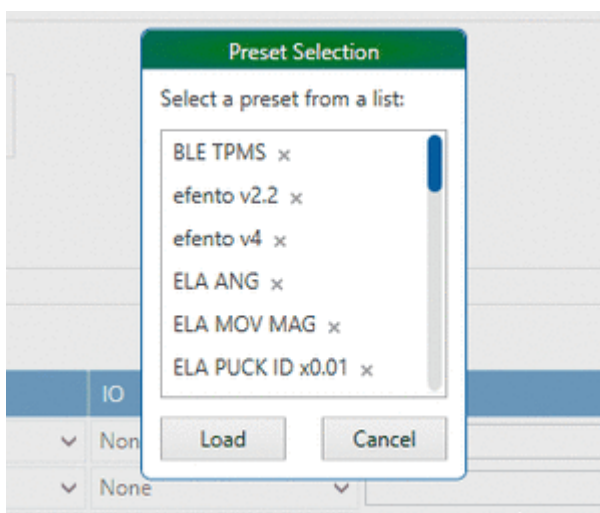 Preset Selection
Select a preset from a list:
BLE TPMS ×
efento v2.2 ×
efento v4 ×
ELA ANG ×
ELA MOV MAG ×
ELA PUCK ID x0.01 ×
IO
Load
Cancel
Non
None